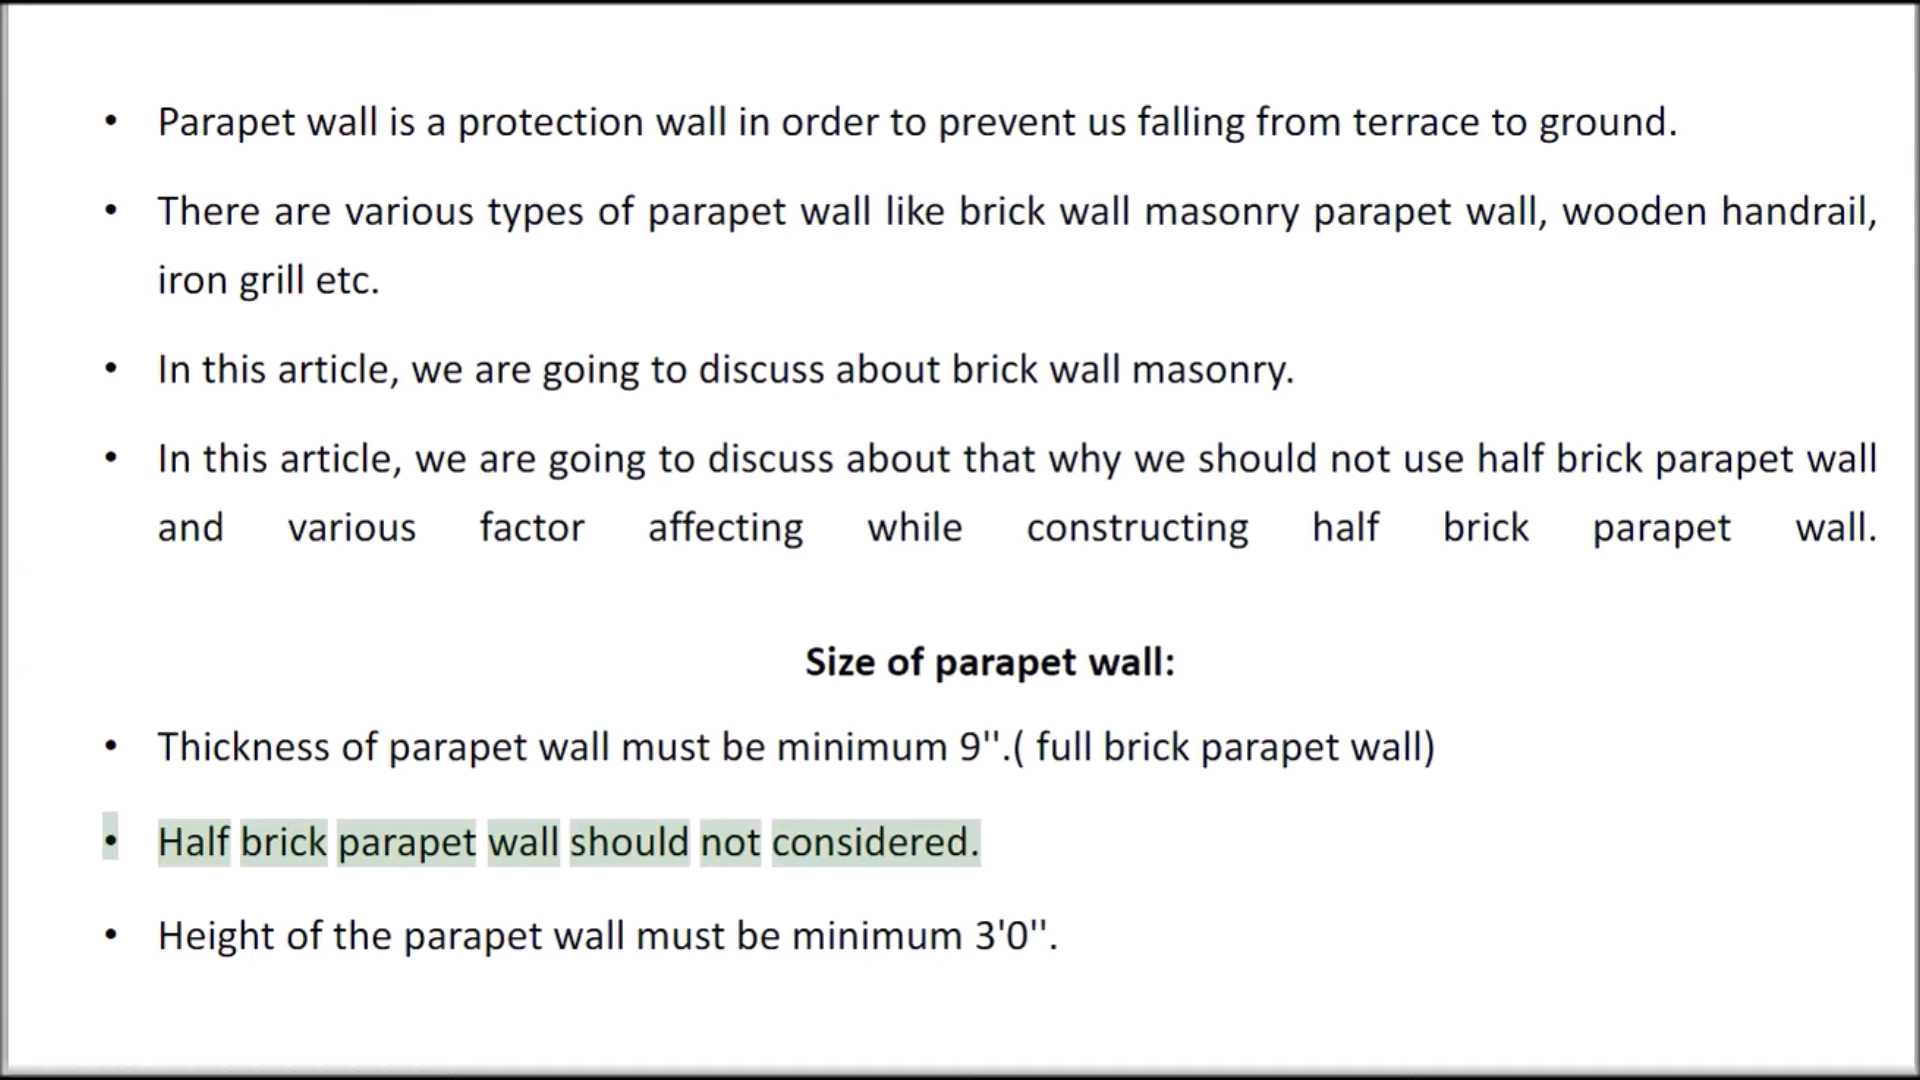 • Parapet wall is a protection wall in order to prevent us falling from terrace to ground.
• There are various types of parapet wall like brick wall masonry parapet wall, wooden handrail,
iron grill etc.
• In this article, we are going to discuss about brick wall masonry.
• In this article, we are going to discuss about that why we should not use half brick parapet wall
and various factor affecting while constructing half brick parapet wall.
Size of parapet wall:
• Thickness of parapet wall must be minimum 9".( full brick parapet wall)
• Half brick parapet wall should not considered.
• Height of the parapet wall must be minimum 3'0".